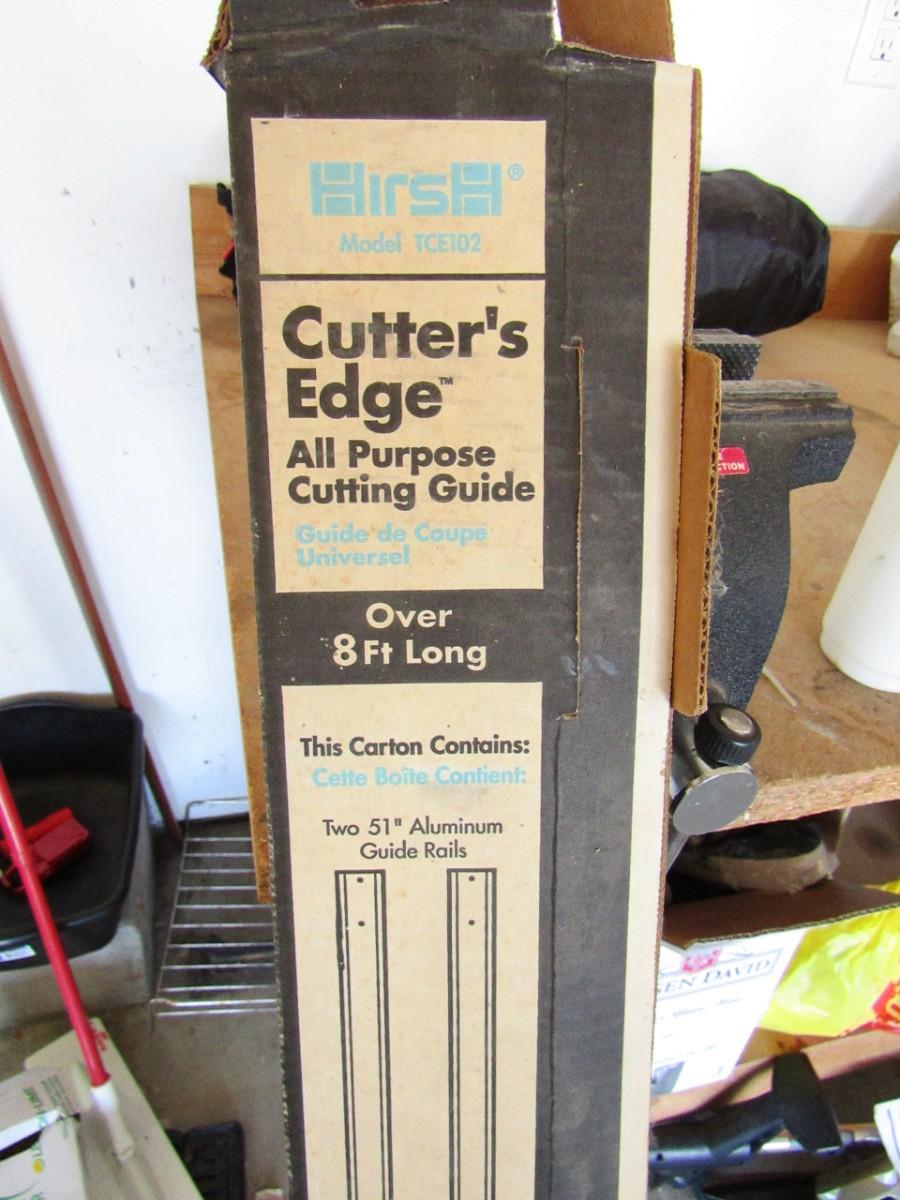 HirsH®
Model TCE102
Cutter's
Edge™
All Purpose
Cutting Guide
Guide de Coupe
Universel
Over
8 Ft Long
This Carton Contains:
Cette Boîte Contient:
Two 51" Aluminum
Guide Rails
DAVID